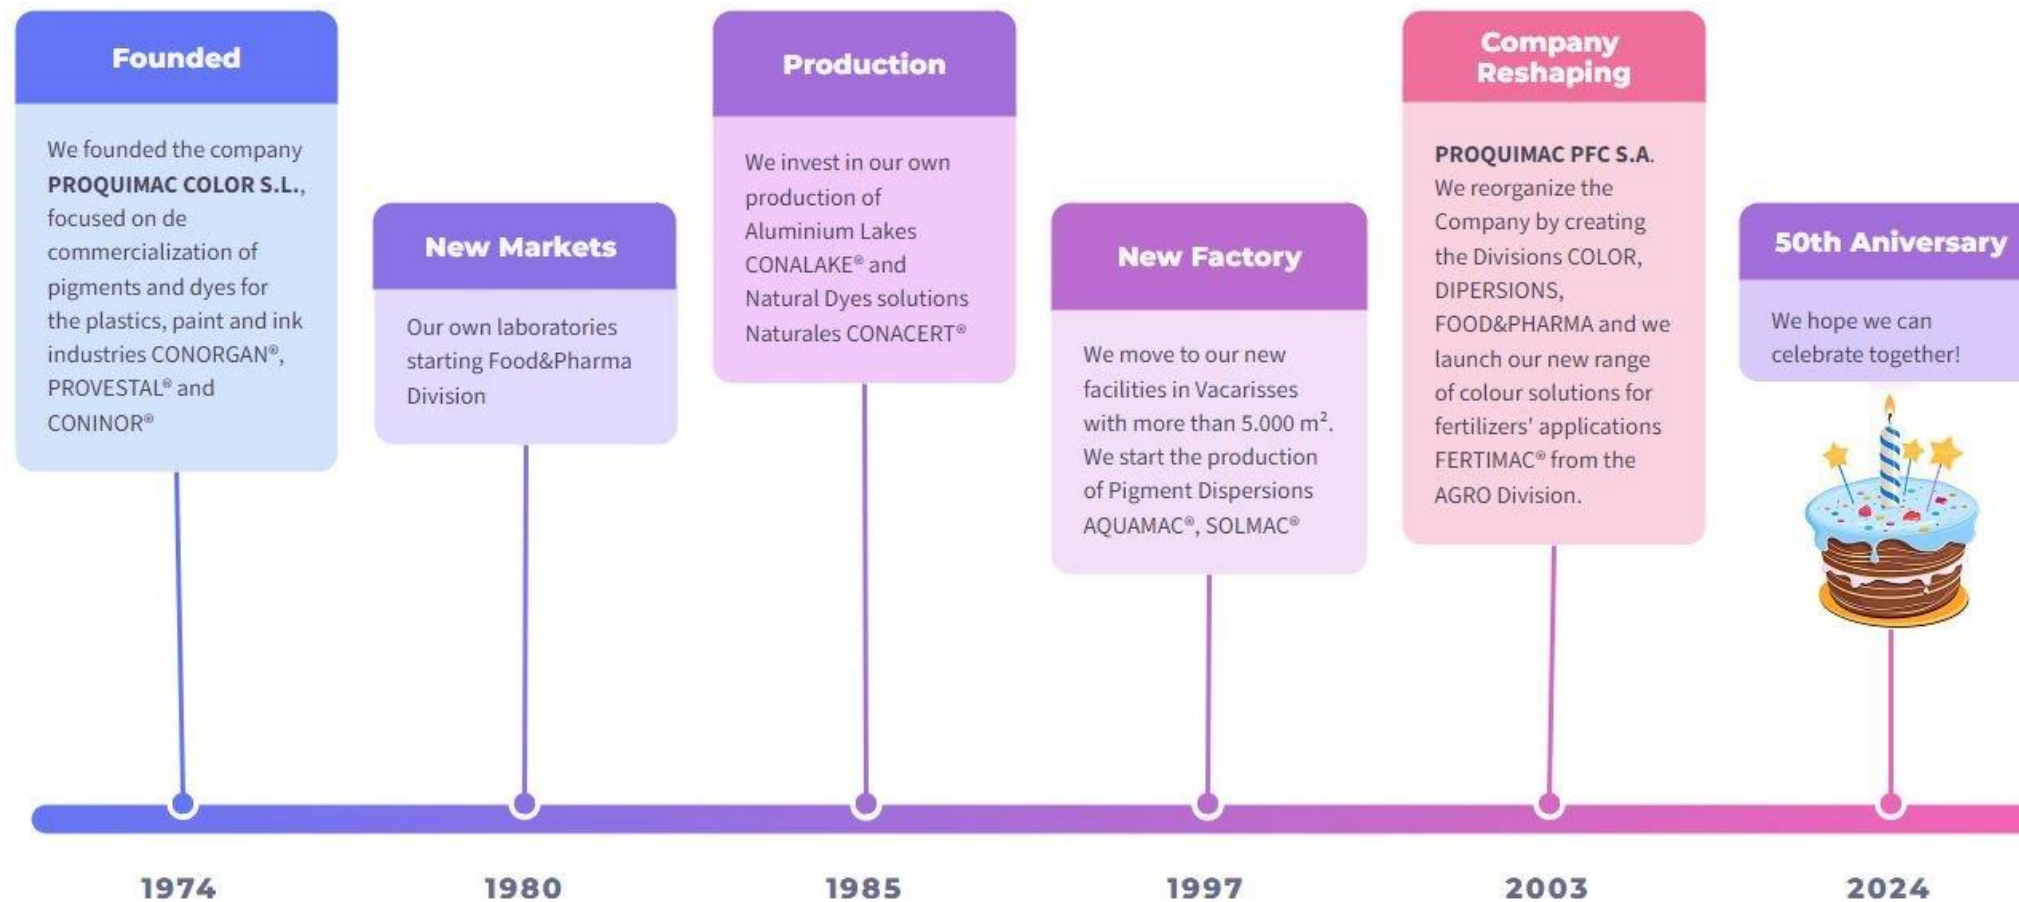 Founded
We founded the company
PROQUIMAC COLOR S.L.,
focused on de
commercialization of
pigments and dyes for
the plastics, paint and ink
industries CONORGAN®,
PROVESTAL® and
CONINOR®
New Markets
Our own laboratories
starting Food&Pharma
Division
Production
We invest in our own
production of
Aluminium Lakes
CONALAKE® and
Natural Dyes solutions
Naturales CONACERT®
New Factory
We move to our new
facilities in Vacarisses
with more than 5.000 m².
We start the production
of Pigment Dispersions
AQUAMAC®, SOLMAC®
Company
Reshaping
PROQUIMAC PFC S.A.
We reorganize the
Company by creating
the Divisions COLOR,
DIPERSIONS,
FOOD&PHARMA and we
launch our new range
of colour solutions for
fertilizers' applications
FERTIMAC® from the
AGRO Division.
50th Aniversary
We hope we can
celebrate together!
1974
1980
1985
1997
2003
2024